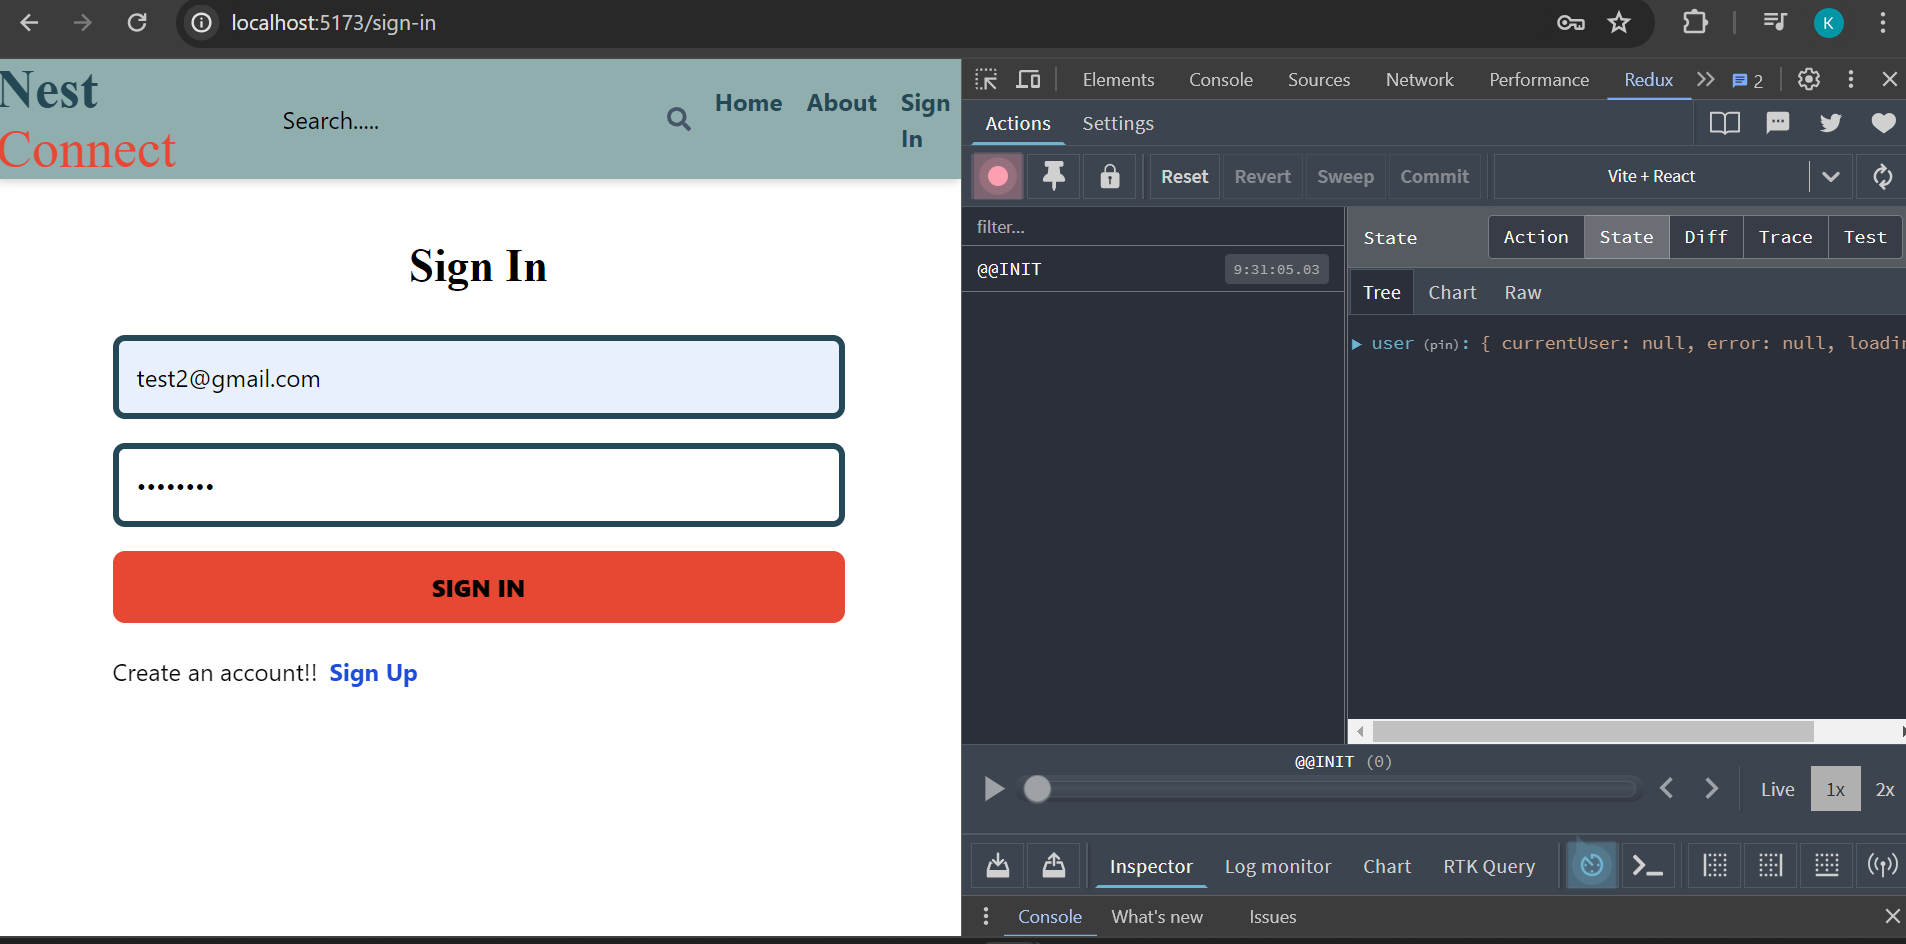 localhost:5173/sign-in
K
Nest
Connect
Search.....
Home
About
Sign In
Sign In
test2@gmail.com
SIGN IN
Create an account!! Sign Up
Elements Console Sources Network Performance Redux 2
Actions Settings
Reset Revert Sweep Commit Vite + React
filter...
@@INIT 9:31:05.03
State Action State Diff Trace Test
Tree Chart Raw
user (pin): { currentUser: null, error: null, loadin
@@INIT (0)
Live 1x 2x
Inspector Log monitor Chart RTK Query
Console What's new Issues